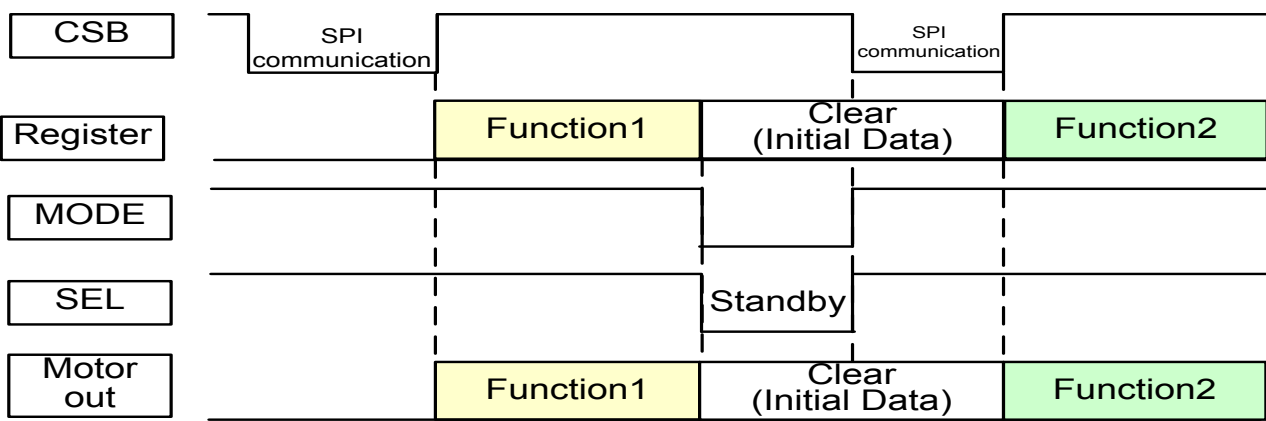 CSB
SPI
communication
SPI
communication
Register
Function1
Clear
(Initial Data)
Function2
MODE
SEL
Standby
Motor
out
Function1
Clear
(Initial Data)
Function2